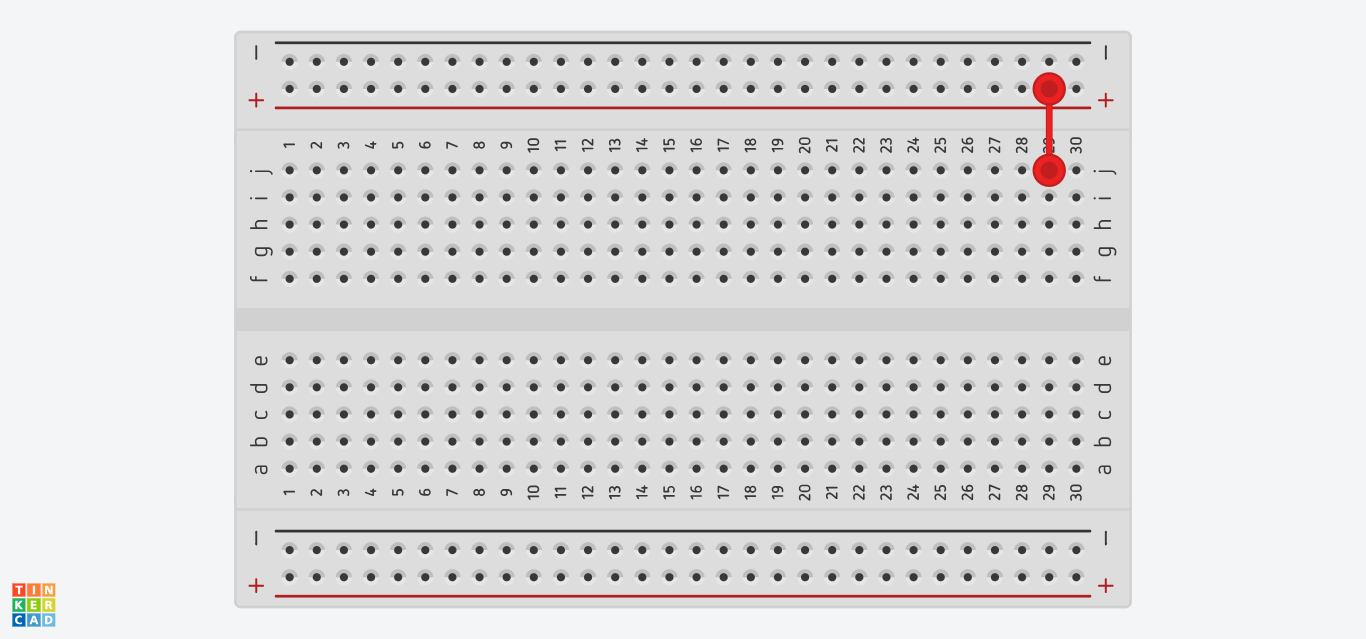 − −
+ +
1 2 3 4 5 6 7 8 9 10 11 12 13 14 15 16 17 18 19 20 21 22 23 24 25 26 27 28 30
j j
i i
h h
g g
f f
e e
d d
c c
b b
a a
1 2 3 4 5 6 7 8 9 10 11 12 13 14 15 16 17 18 19 20 21 22 23 24 25 26 27 28 29 30
− −
+ +
TIN
KER
CAD